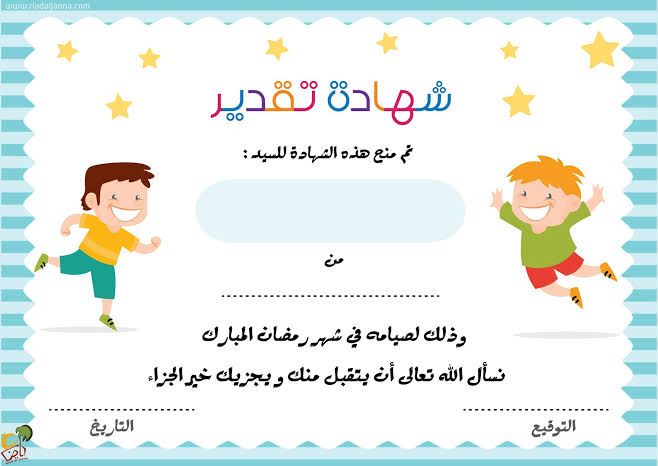 www.riadaljanna.com
شهادة تقدير
تم منح هذه الشهادة للسيد :
من
وذلك لصيامه في شهر رمضان المبارك
نسأل الله تعالى أن يتقبل منك و يجزيك خير الجزاء
التوقيع
التاريخ